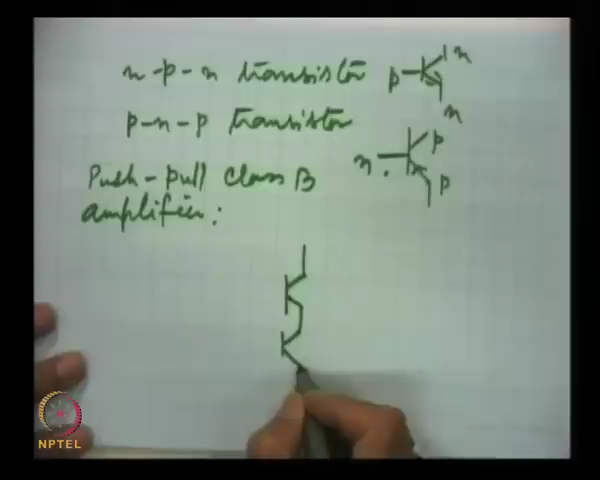 n-p-n transistor p n
p-n-p transistor n
n. p
p
Push-pull class B
amplifier:
NPTEL